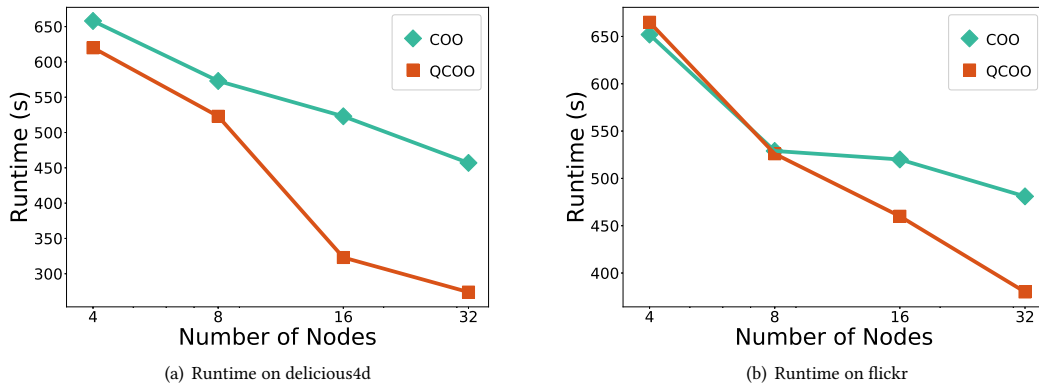 650
600
550
500
450
400
350
300
Runtime (s)
COO
QCOO
4
8
16
32
Number of Nodes
(a) Runtime on delicious4d
650
600
550
500
450
400
Runtime (s)
COO
QCOO
4
8
16
32
Number of Nodes
(b) Runtime on flickr